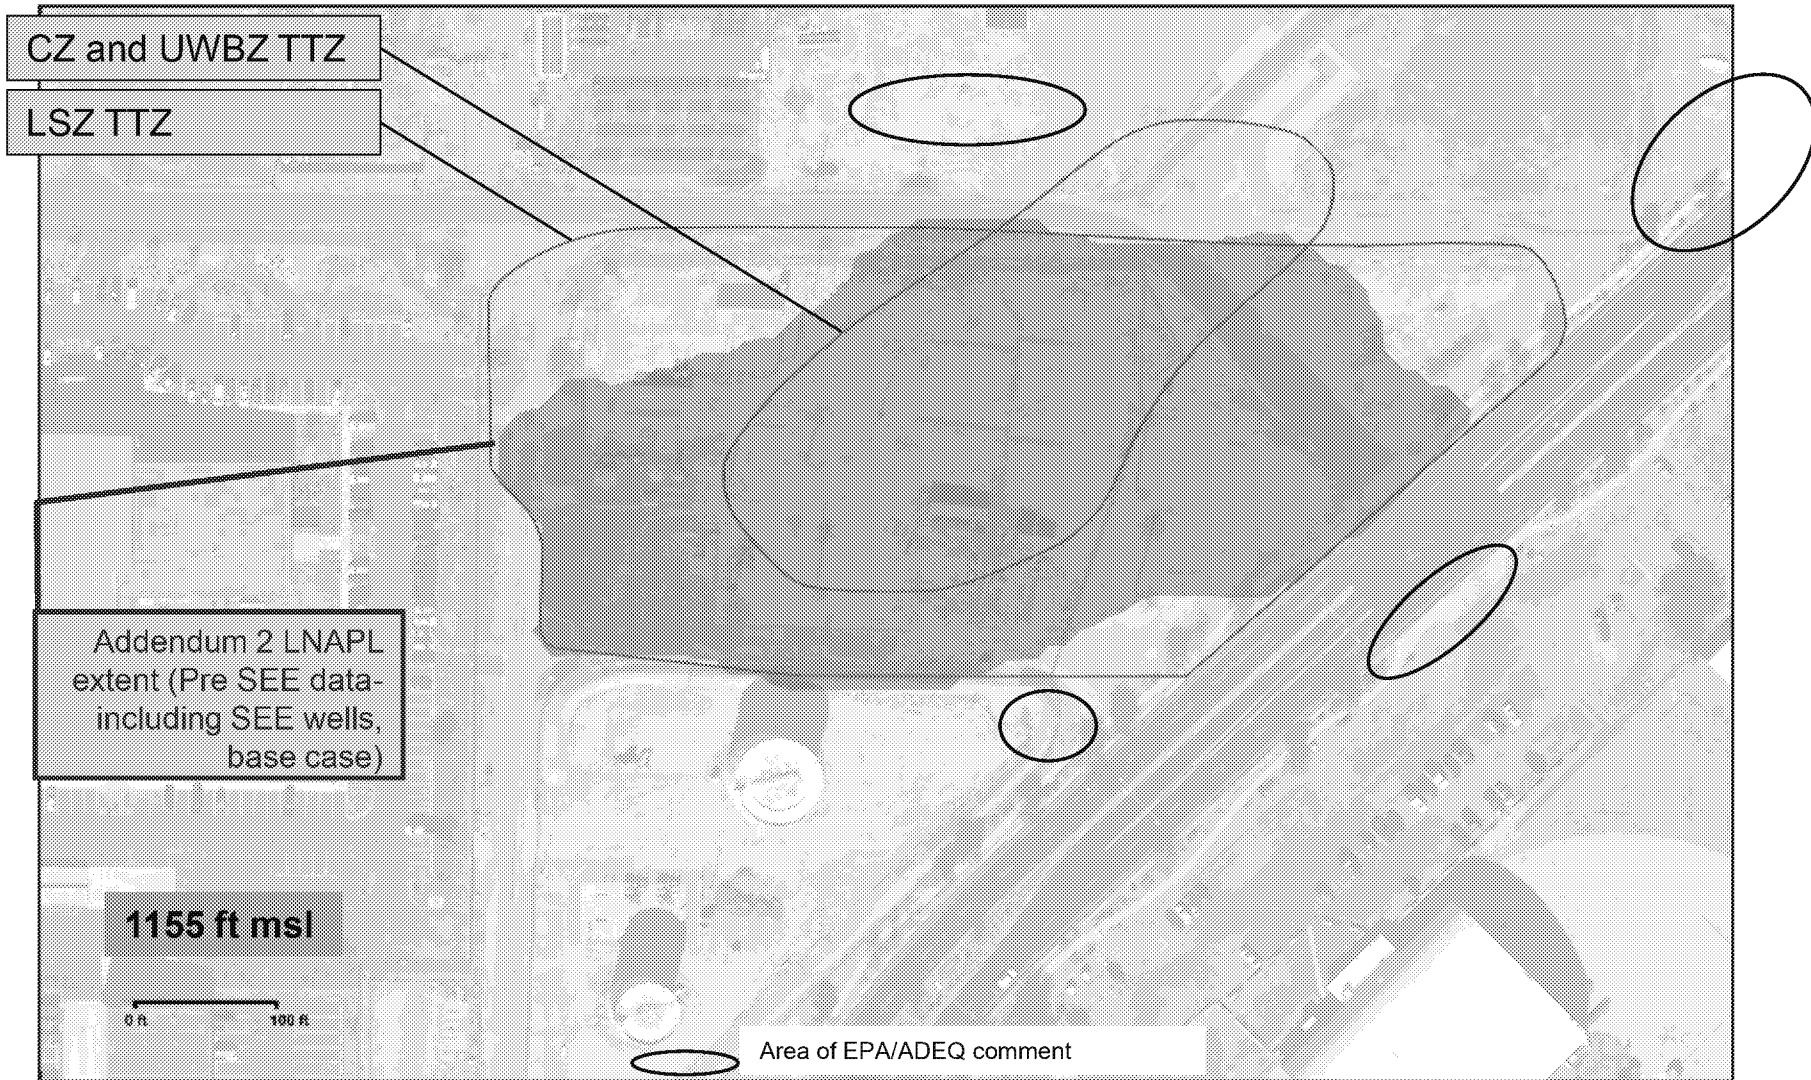 CZ and UWBZ TTZ
LSZ TTZ
Addendum 2 LNAPL
extent (Pre SEE data-
including SEE wells,
base case)
1155 ft msl
0 ft
100 ft
Area of EPA/ADEQ comment